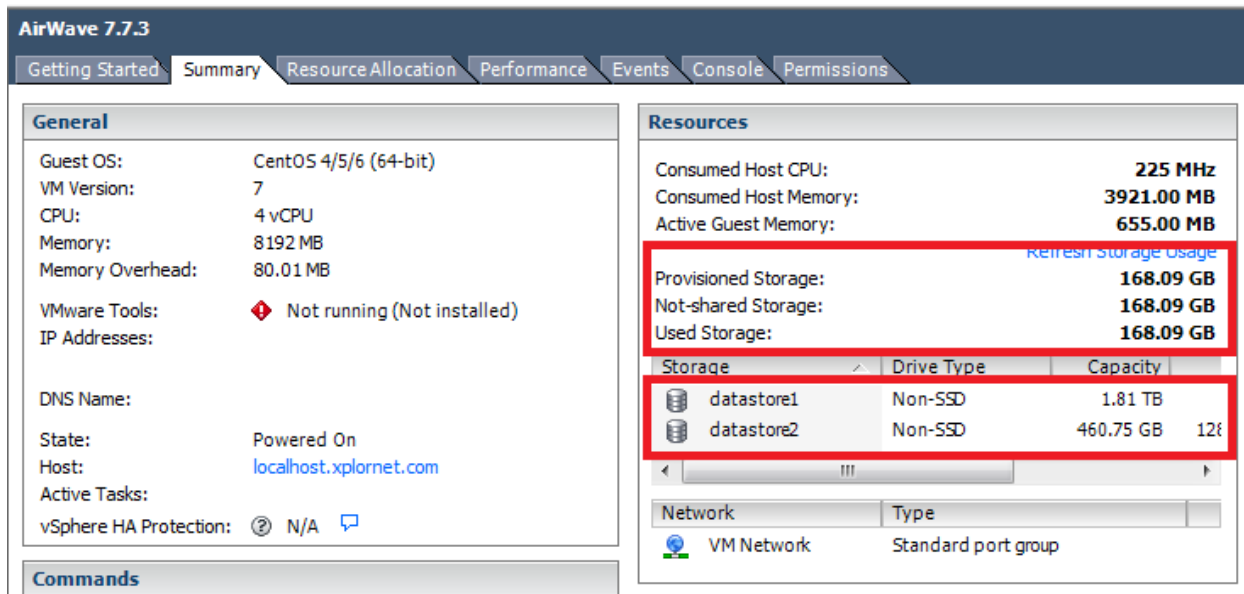 AirWave 7.7.3
Getting Started Summary Resource Allocation Performance Events Console Permissions
General
Guest OS: CentOS 4/5/6 (64-bit)
VM Version: 7
CPU: 4 vCPU
Memory: 8192 MB
Memory Overhead: 80.01 MB
VMware Tools: Not running (Not installed)
IP Addresses:
DNS Name:
State: Powered On
Host: localhost.xplornet.com
Active Tasks:
vSphere HA Protection: N/A
Commands
Resources
Consumed Host CPU: 225 MHz
Consumed Host Memory: 3921.00 MB
Active Guest Memory: 655.00 MB
Refresh Storage Usage
Provisioned Storage: 168.09 GB
Not-shared Storage: 168.09 GB
Used Storage: 168.09 GB
Storage Drive Type Capacity
datastore1 Non-SSD 1.81 TB
datastore2 Non-SSD 460.75 GB 128
Network Type
VM Network Standard port group